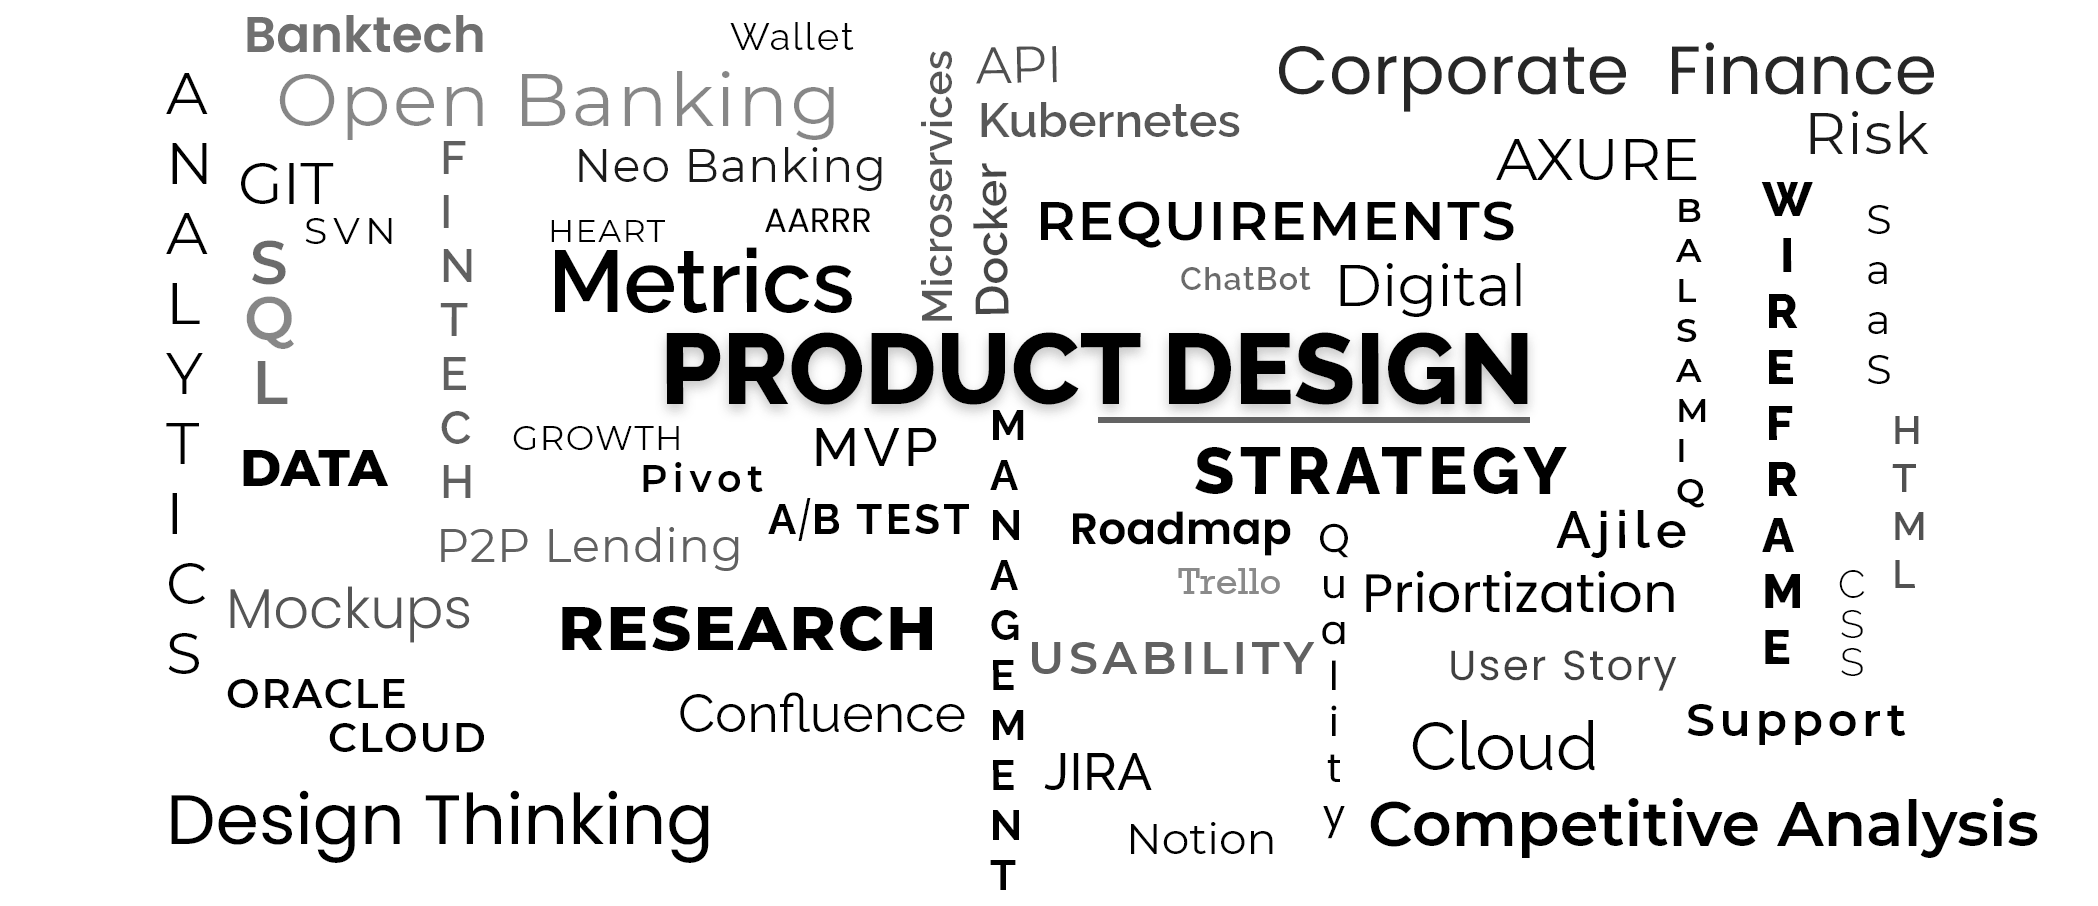 Banktech
Wallet
Open Banking
ANALYTICS
Microservices
API
Kubernetes
Corporate Finance
Risk
GIT
SVN
SQL
FINTECH
Neo Banking
HEART
AARRR
Metrics
Docker
AXURE
REQUIREMENTS
ChatBot
Digital
BALSAMIQ
WIREFRAME
SaaS
PRODUCT DESIGN
DATA
GROWTH
MVP
Pivot
A/B TEST
MANAGEMENT
STRATEGY
HTML
P2P Lending
Roadmap
Quality
Ajile
Trello
Priortization
CSS
Mockups
RESEARCH
USABILITY
User Story
ORACLE
CLOUD
Confluence
Cloud
Support
JIRA
Design Thinking
Notion
Competitive Analysis